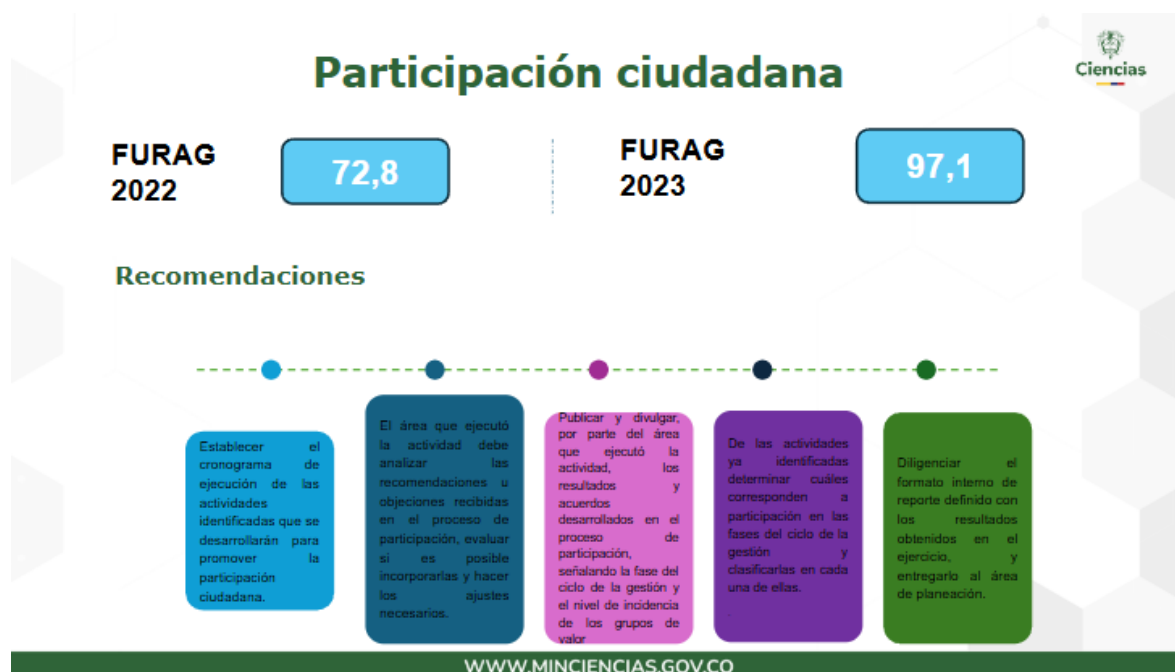 Participación ciudadana
Ciencias
FURAG
2022
72,8
FURAG
2023
97,1
Recomendaciones
Establecer el
cronograma de
ejecución de las
actividades
identificadas que se
desarrollarán para
promover la
participación
ciudadana.
El área que ejecutó
la actividad debe
analizar las
recomendaciones u
objeciones recibidas
en el proceso de
participación, evaluar
si es posible
incorporarlas y hacer
los ajustes
necesarios.
Publicar y divulgar,
por parte del área
que ejecutó la
actividad, los
resultados y
acuerdos
desarrollados en el
proceso de
participación,
señalando la fase del
ciclo de la gestión y
el nivel de incidencia
de los grupos de
valor
De las actividades
ya identificadas
determinar cuáles
corresponden a
participación en las
fases del ciclo de la
gestión y
clasificarlas en cada
una de ellas.
.
Diligenciar el
formato interno de
reporte definido con
los resultados
obtenidos en el
ejercicio, y
entregarlo al área
de planeación.
WWW.MINCIENCIAS.GOV.CO